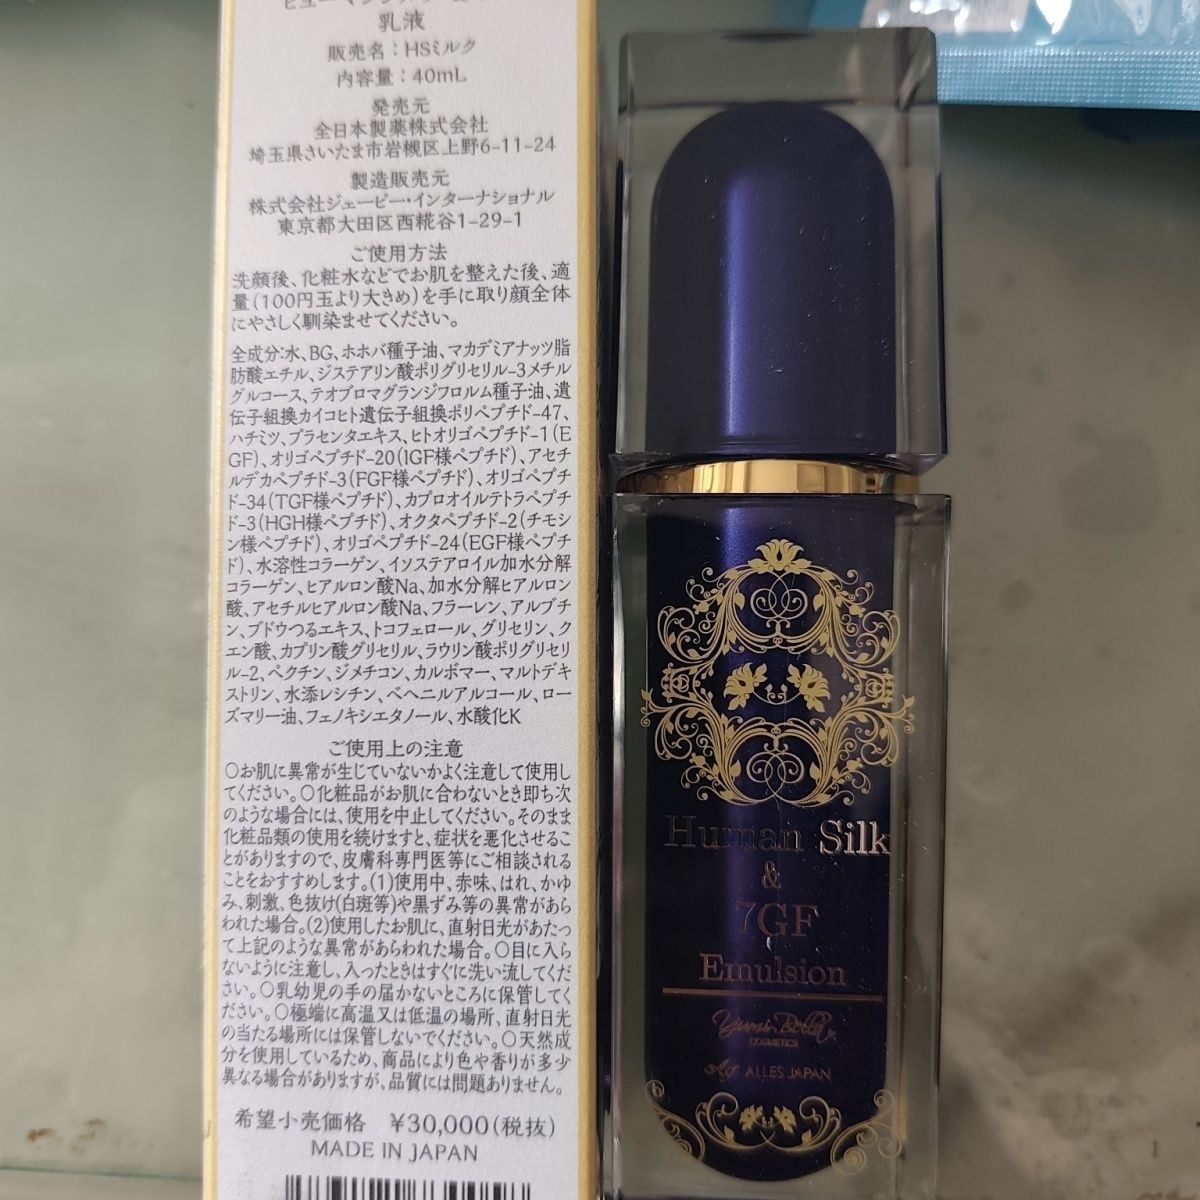 乳液
販売名：HSミルク
内容量：40mL
発売元
全日本製薬株式会社
埼玉県さいたま市岩槻区上野6-11-24
製造販売元
株式会社ジェーピー・インターナショナル
東京都大田区西糀谷1-29-1
ご使用方法
洗顔後、化粧水などでお肌を整えた後、適
量(100円玉より大きめ)を手に取り顔全体
にやさしく馴染ませてください。
全成分:水、BG、ホホバ種子油、マカデミアナッツ脂
肪酸エチル、ジステアリン酸ポリグリセリル-3メチル
グルコース、テオブロマグランジフロルム種子油、遺
伝子組換カイコヒト遺伝子組換ポリペプチド-47、
ハチミツ、プラセンタエキス、ヒトオリゴペプチド-1(E
GF)、オリゴペプチド-20(IGF様ペプチド)、アセチ
ルデカペプチド-3(FGF様ペプチド)、オリゴペプチ
ド-34(TGF様ペプチド)、カプロオイルテトラペプチ
ド-3(HGH様ペプチド)、オクタペプチド-2(チモシ
ン様ペプチド)、オリゴペプチド-24(EGF様ペプチ
ド)、水溶性コラーゲン、イソステアロイル加水分解
コラーゲン、ヒアルロン酸Na、加水分解ヒアルロン
酸、アセチルヒアルロン酸Na、フラーレン、アルブチ
ン、ブドウつるエキス、トコフェロール、グリセリン、ク
エン酸、カプリン酸グリセリル、ラウリン酸ポリグリセリ
ル-2、ペクチン、ジメチコン、カルボマー、マルトデキ
ストリン、水添レシチン、ベヘニルアルコール、ロー
ズマリー油、フェノキシエタノール、水酸化K
ご使用上の注意
○お肌に異常が生じていないかよく注意して使用し
てください。○化粧品がお肌に合わないとき即ち次
のような場合には、使用を中止してください。そのまま
化粧品類の使用を続けますと、症状を悪化させるこ
とがありますので、皮膚科専門医等にご相談される
ことをおすすめします。(1)使用中、赤味、はれ、かゆ
み、刺激、色抜け(白斑等)や黒ずみ等の異常があら
われた場合。(2)使用したお肌に、直射日光があたっ
て上記のような異常があらわれた場合。○目に入ら
ないように注意し、入ったときはすぐに洗い流してくだ
さい。○乳幼児の手の届かないところに保管してく
ださい。○極端に高温又は低温の場所、直射日光
の当たる場所には保管しないでください。○天然成
分を使用しているため、商品により色や香りが多少
異なる場合がありますが、品質には問題ありません。
希望小売価格 ¥30,000(税抜)
MADE IN JAPAN
Human Silk
&
7GF
Emulsion
Yumi Bella
COSMETICS
ALLES JAPAN